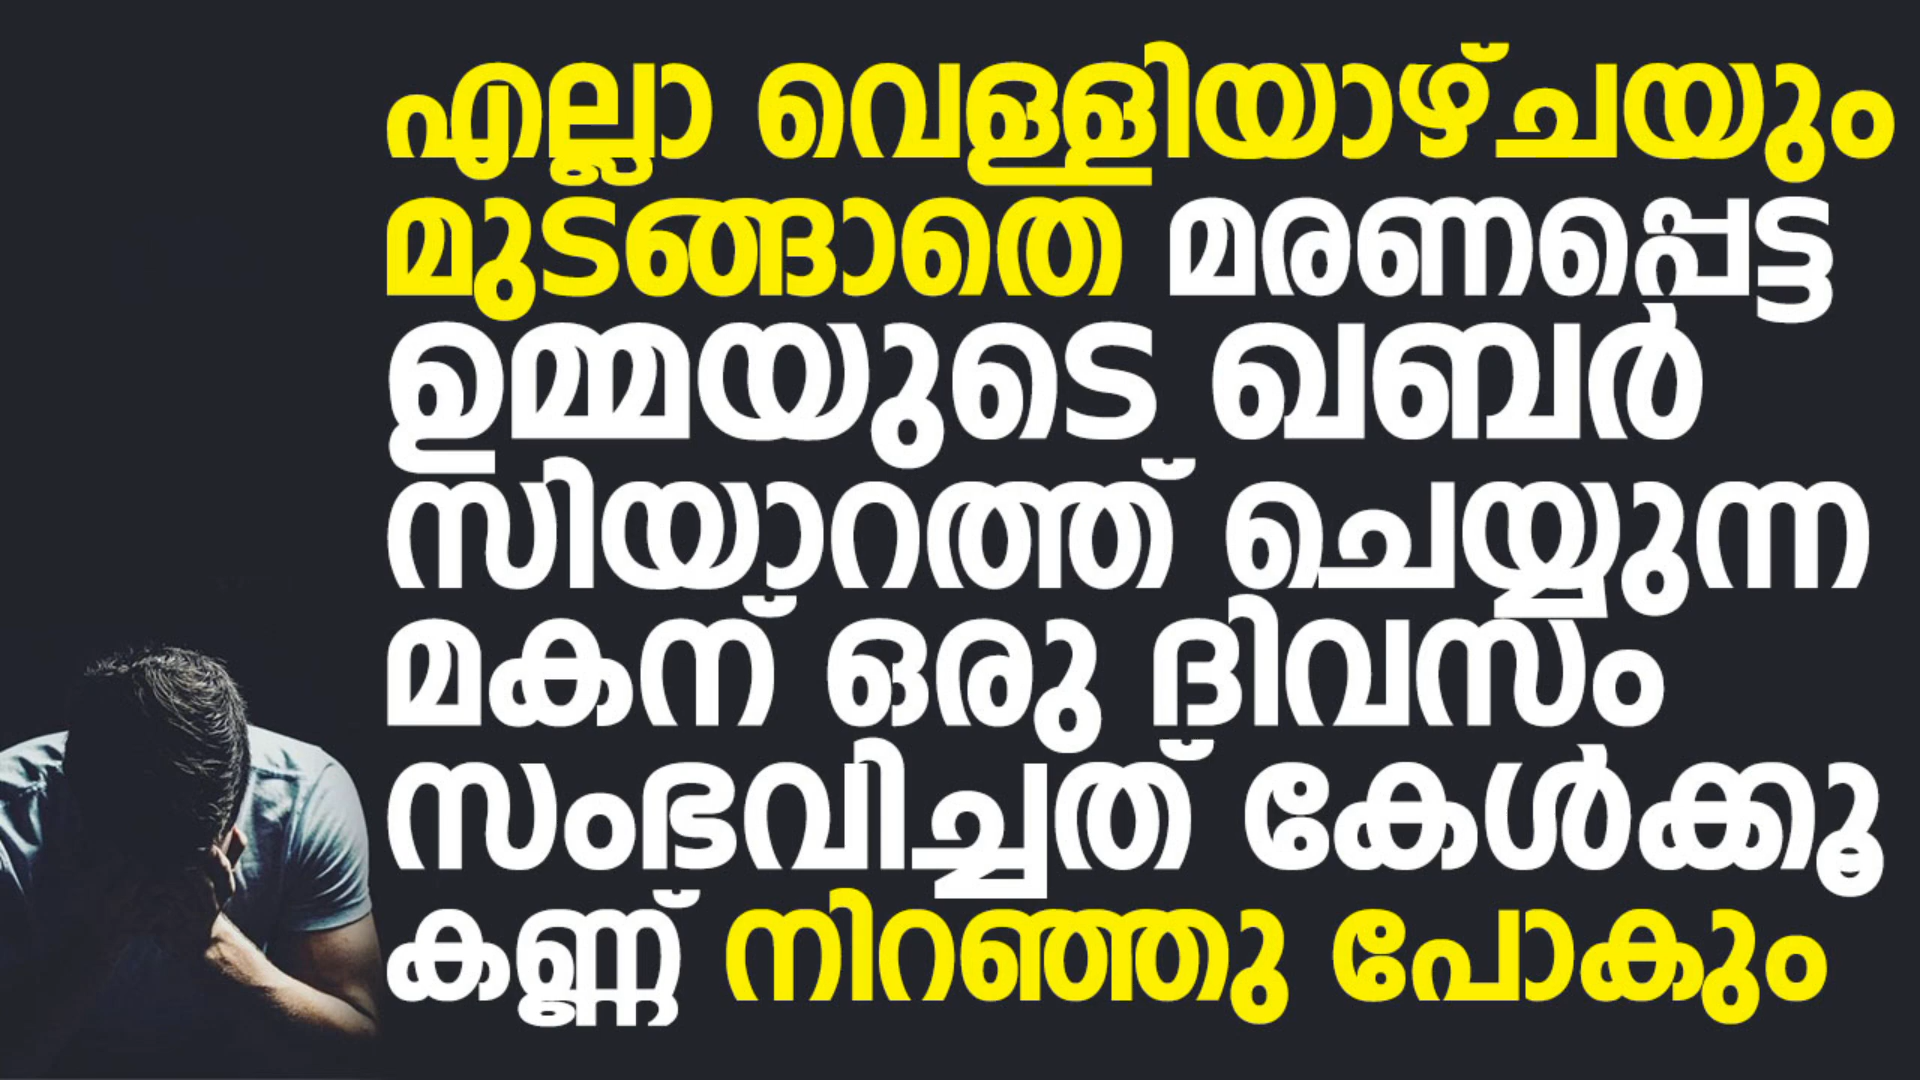 എല്ലാ വെള്ളിയാഴ്ചയും
മുടങ്ങാതെ മരണപ്പെട്ട
ഉമ്മയുടെ ഖബർ
സിയാറത്ത് ചെയ്യുന്ന
മകന് ഒരു ദിവസം
സംഭവിച്ചത് കേൾക്കൂ
കണ്ണ് നിറഞ്ഞു പോകും